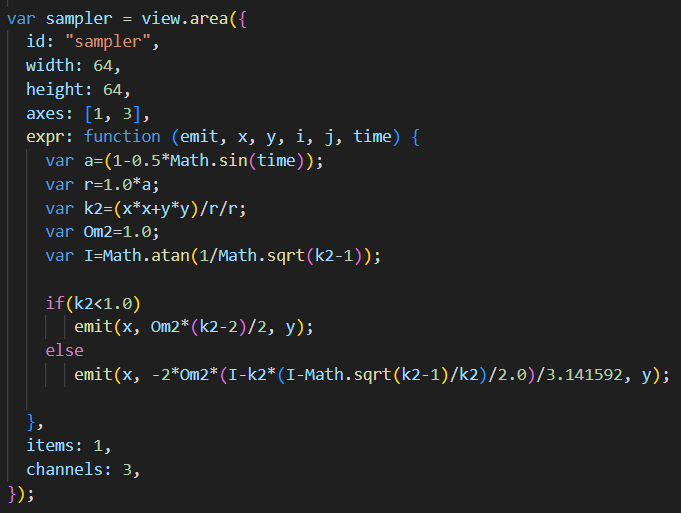 var sampler = view.area({
id: "sampler",
width: 64,
height: 64,
axes: [1, 3],
expr: function (emit, x, y, i, j, time) {
var a=(1-0.5*Math.sin(time));
var r=1.0*a;
var k2=(x*x+y*y)/r/r;
var Om2=1.0;
var I=Math.atan(1/Math.sqrt(k2-1));
if(k2<1.0)
emit(x, Om2*(k2-2)/2, y);
else
emit(x, -2*Om2*(I-k2*(I-Math.sqrt(k2-1)/k2)/2.0)/3.141592, y);
},
items: 1,
channels: 3,
});